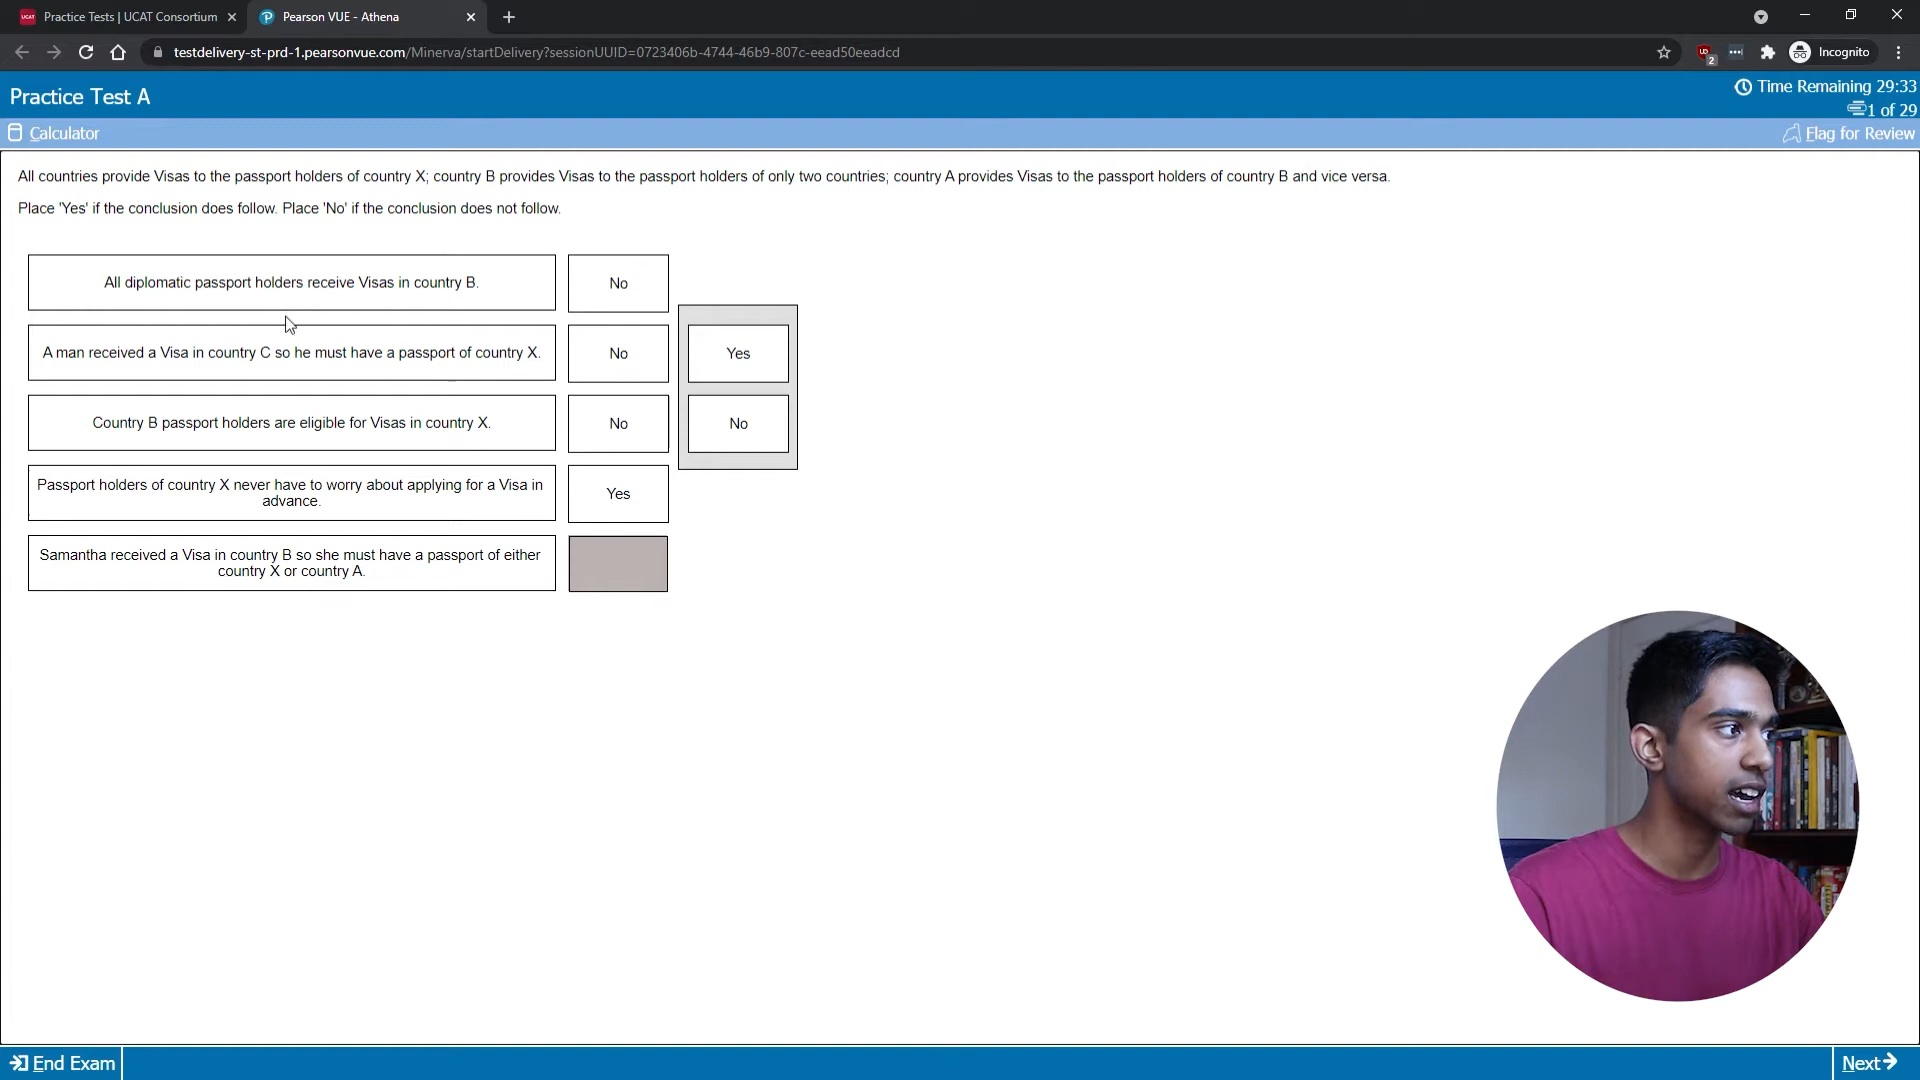 Practice Tests | UCAT Consortium
Pearson VUE - Athena
testdelivery-st-prd-1.pearsonvue.com/Minerva/startDelivery?sessionUUID=0723406b-4744-46b9-807c-eead50eeadcd
2
Incognito
Practice Test A
Time Remaining 29:33
1 of 29
Calculator
Flag for Review
All countries provide Visas to the passport holders of country X; country B provides Visas to the passport holders of only two countries; country A provides Visas to the passport holders of country B and vice versa.
Place 'Yes' if the conclusion does follow. Place 'No' if the conclusion does not follow.
All diplomatic passport holders receive Visas in country B.
No
A man received a Visa in country C so he must have a passport of country X.
No
Yes
Country B passport holders are eligible for Visas in country X.
No
No
Passport holders of country X never have to worry about applying for a Visa in
advance.
Yes
Samantha received a Visa in country B so she must have a passport of either
country X or country A.
End Exam
Next